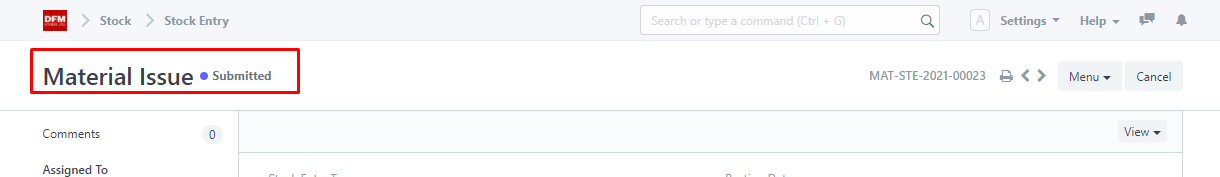 DFM
Stock
Stock Entry
Search or type a command (Ctrl + G)
A
Settings
Help
Material Issue
Submitted
MAT-STE-2021-00023
Menu
Cancel
Comments
0
View
Assigned To